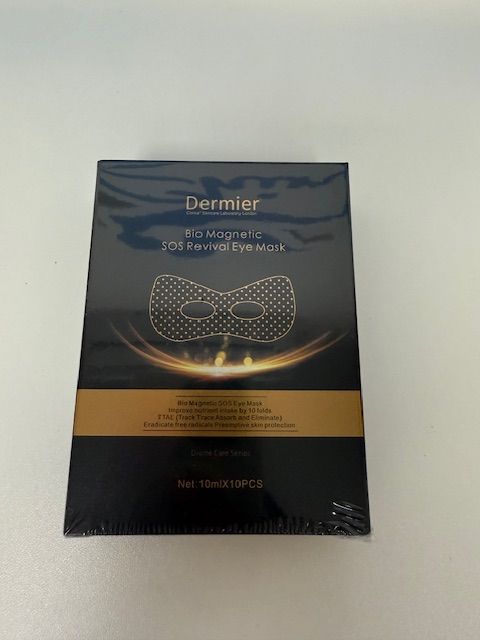 Dermier
Clinical Skincare Laboratory London
Bio Magnetic
SOS Revival Eye Mask
Bio Magnetic SOS Eye Mask
Improve nutrient intake by 10 folds
TTAE (Track Trace Absorb and Eliminate)
Eradicate free radicals Presmptive skin protection
Care Series
Net:10mlX10PCS